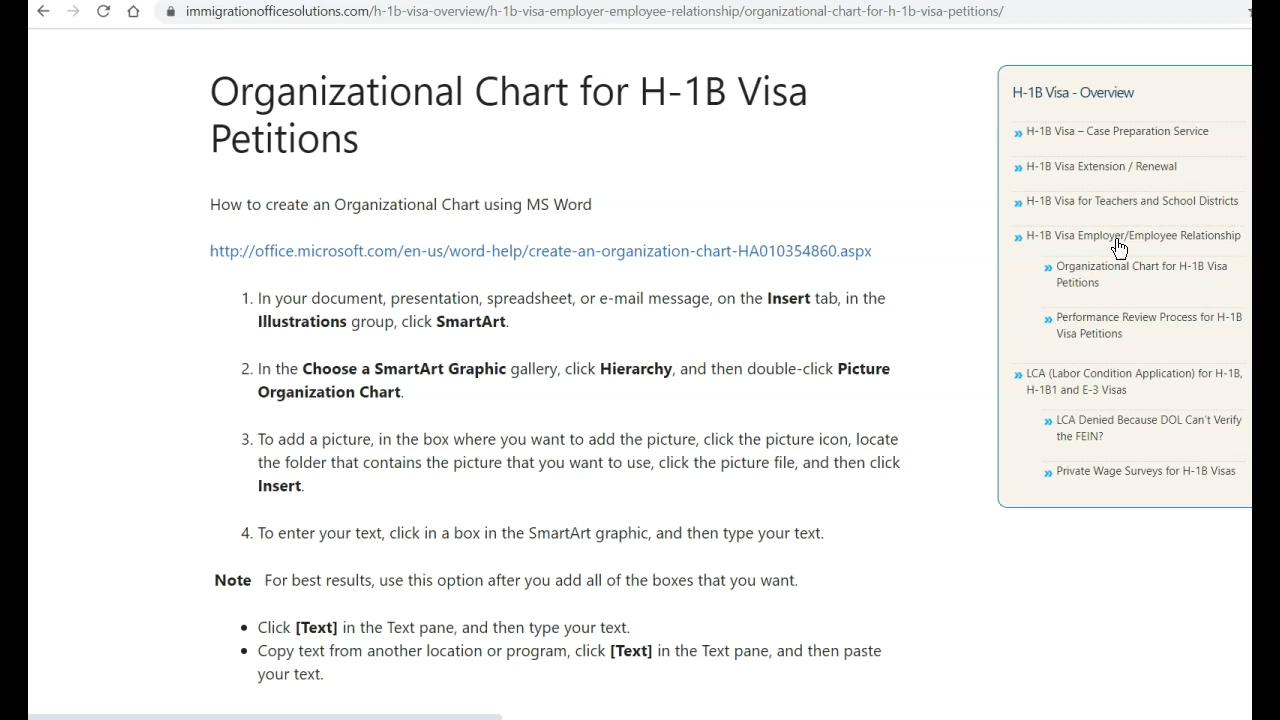 immigrationofficesolutions.com/h-1b-visa-overview/h-1b-visa-employer-employee-relationship/organizational-chart-for-h-1b-visa-petitions/
Organizational Chart for H-1B Visa
Petitions
How to create an Organizational Chart using MS Word
http://office.microsoft.com/en-us/word-help/create-an-organization-chart-HA010354860.aspx
1. In your document, presentation, spreadsheet, or e-mail message, on the Insert tab, in the
Illustrations group, click SmartArt.
2. In the Choose a SmartArt Graphic gallery, click Hierarchy, and then double-click Picture
Organization Chart.
3. To add a picture, in the box where you want to add the picture, click the picture icon, locate
the folder that contains the picture that you want to use, click the picture file, and then click
Insert.
4. To enter your text, click in a box in the SmartArt graphic, and then type your text.
Note For best results, use this option after you add all of the boxes that you want.
• Click [Text] in the Text pane, and then type your text.
• Copy text from another location or program, click [Text] in the Text pane, and then paste
your text.
H-1B Visa - Overview
» H-1B Visa – Case Preparation Service
» H-1B Visa Extension / Renewal
» H-1B Visa for Teachers and School Districts
» H-1B Visa Employer/Employee Relationship
» Organizational Chart for H-1B Visa
Petitions
» Performance Review Process for H-1B
Visa Petitions
» LCA (Labor Condition Application) for H-1B,
H-1B1 and E-3 Visas
» LCA Denied Because DOL Can't Verify
the FEIN?
» Private Wage Surveys for H-1B Visas